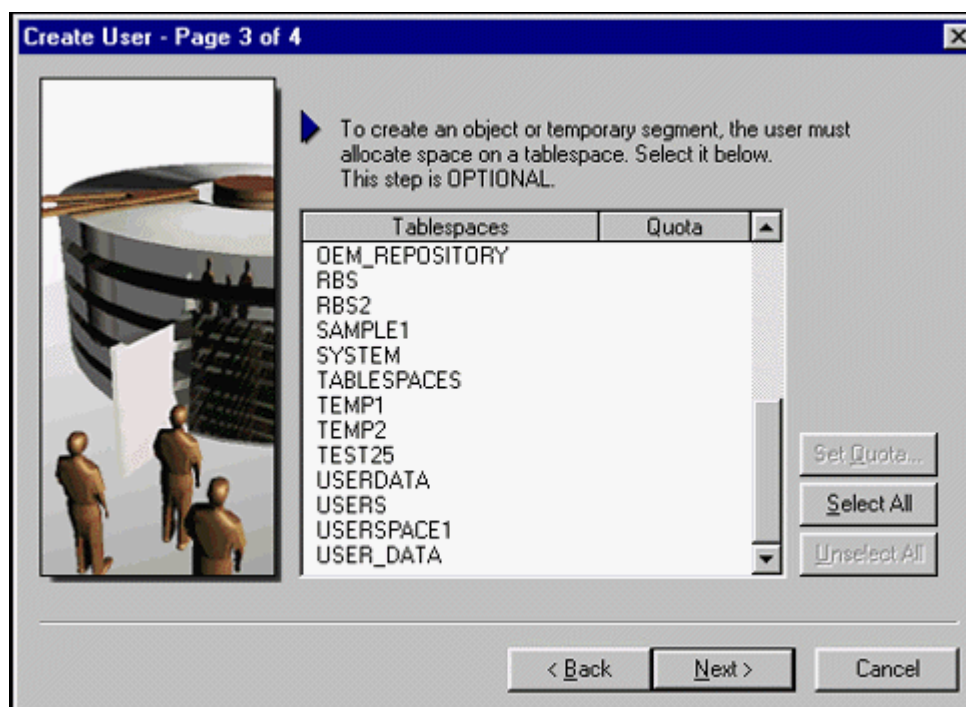 Create User - Page 3 of 4
To create an object or temporary segment, the user must
allocate space on a tablespace. Select it below.
This step is OPTIONAL.
Tablespaces Quota
OEM_REPOSITORY
RBS
RBS2
SAMPLE1
SYSTEM
TABLESPACES
TEMP1
TEMP2
TEST25
USERDATA
USERS
USERSPACE1
USER_DATA
Set Quota...
Select All
Unselect All
< Back Next > Cancel